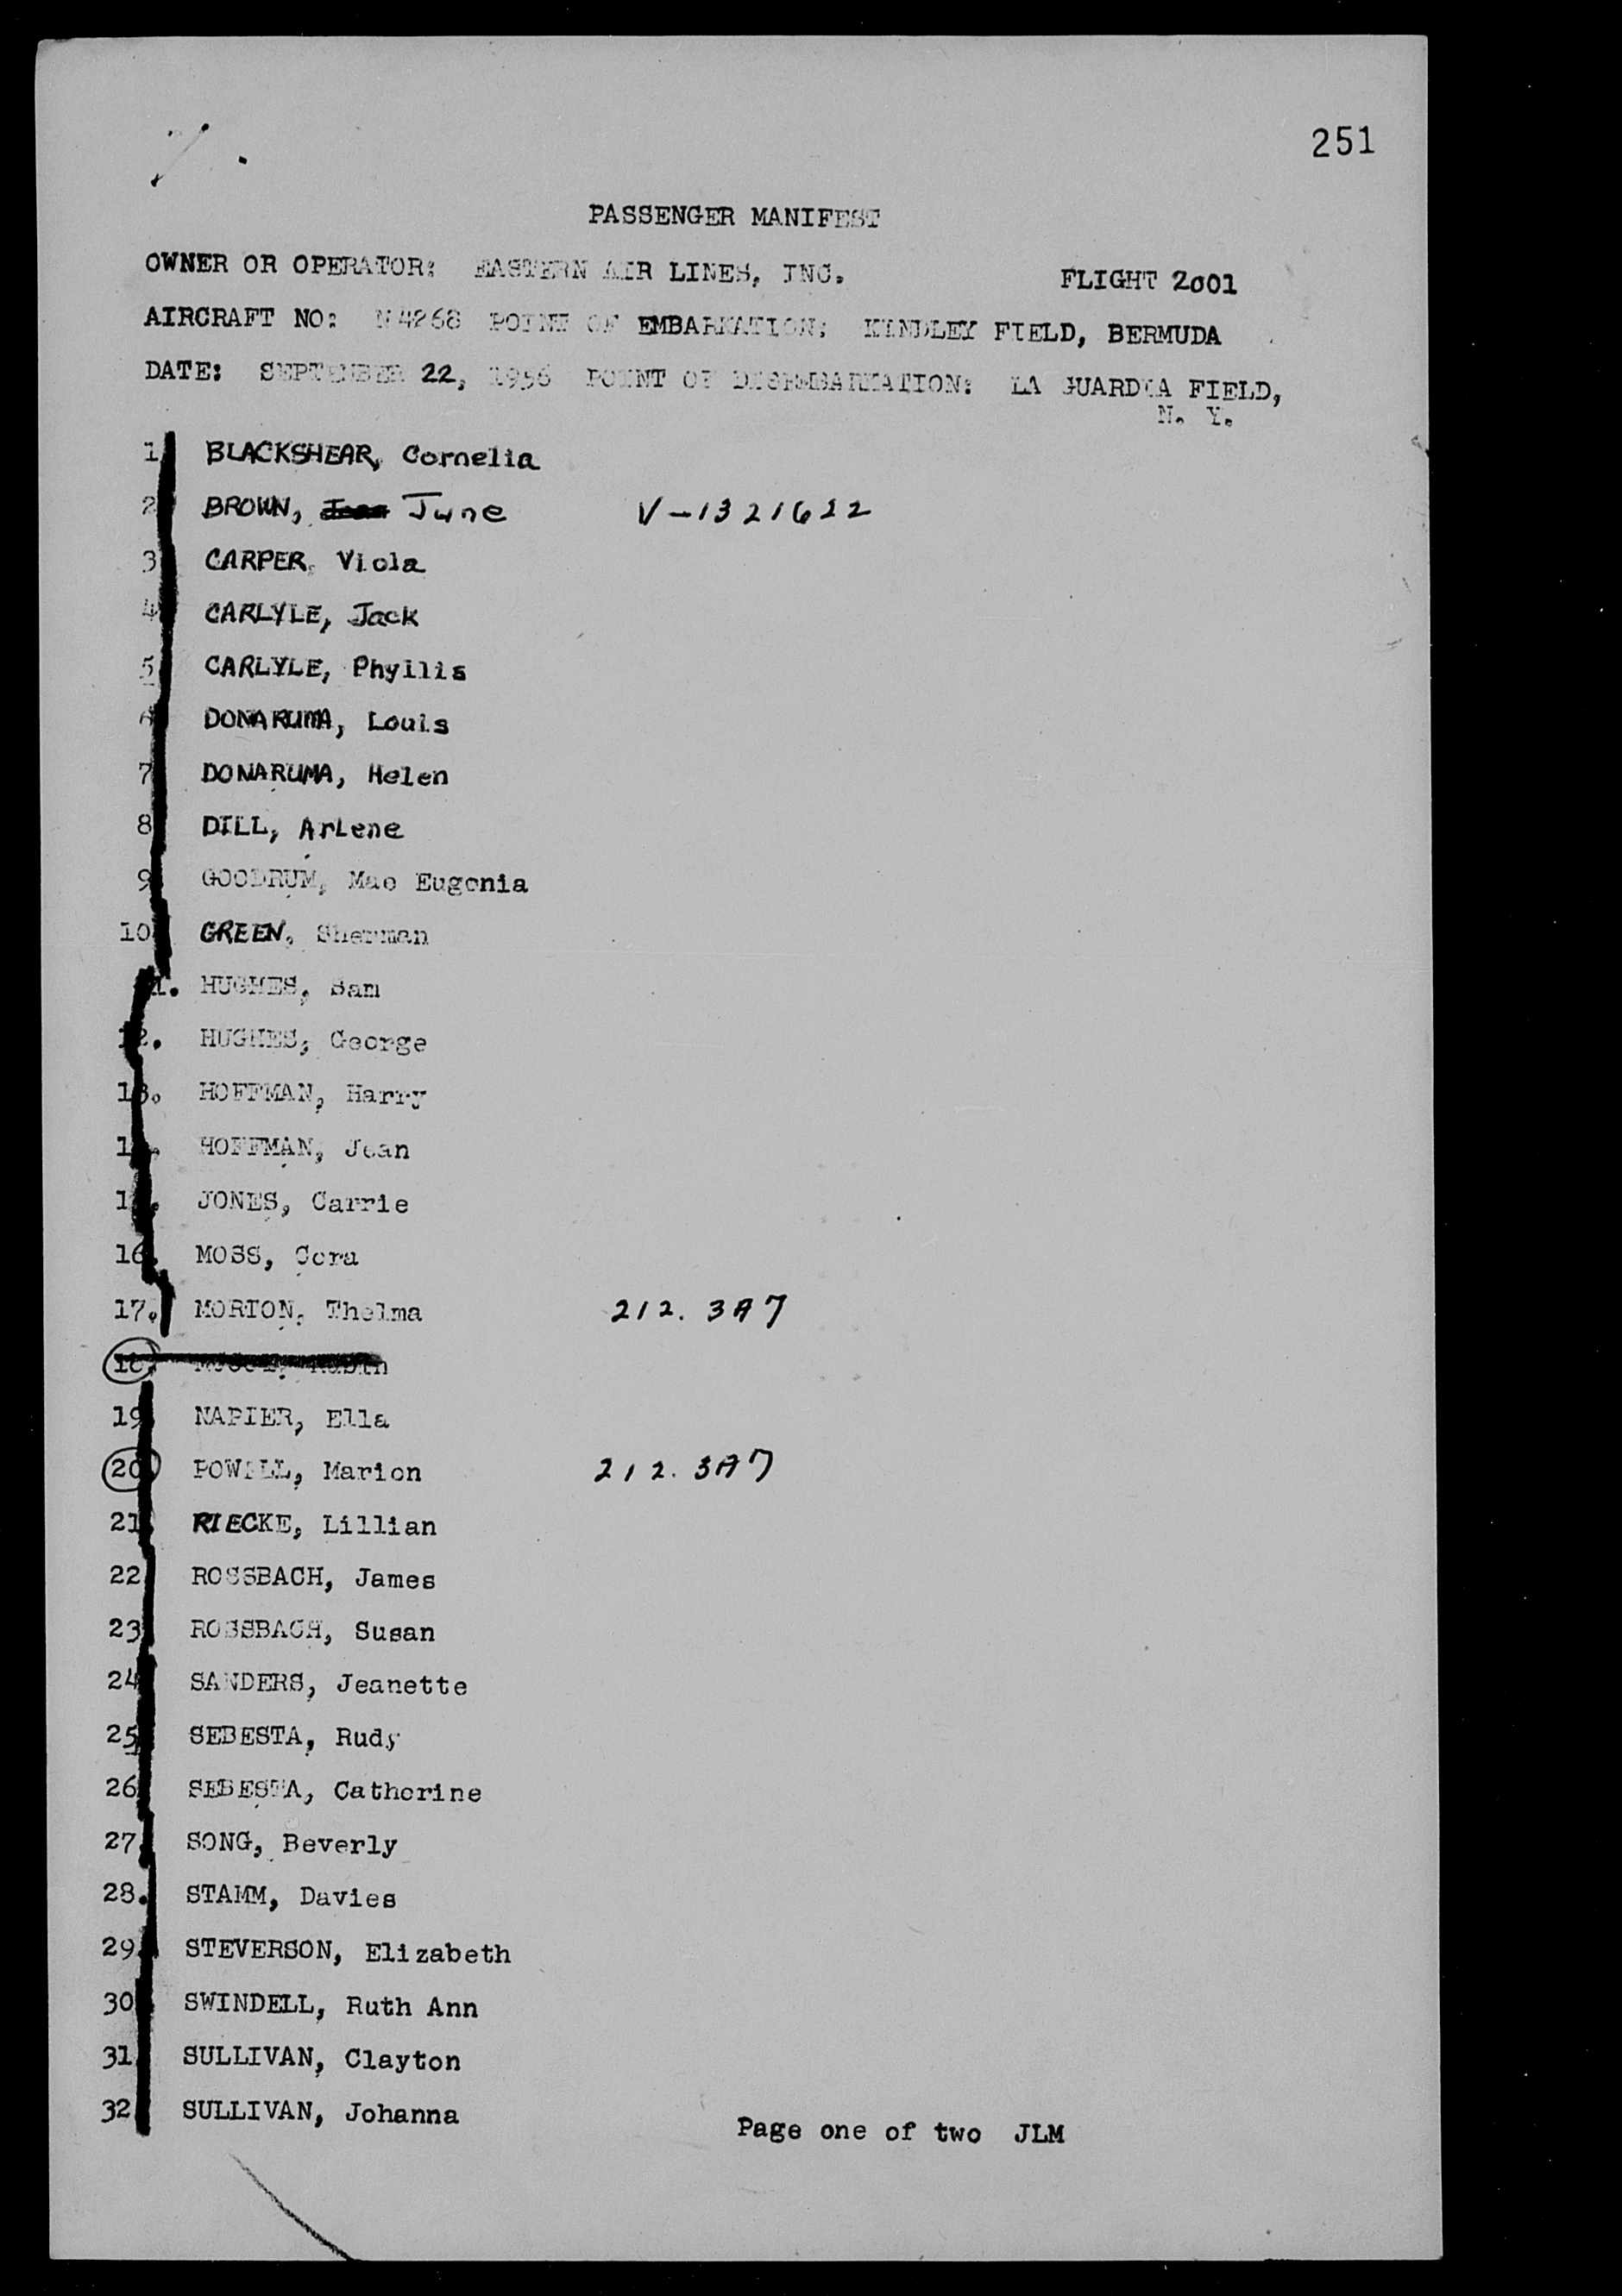 251
PASSENGER MANIFEST
OWNER OR OPERATOR: EASTERN AIR LINES, INC. FLIGHT 2001
AIRCRAFT NO: N4268 POINT OF EMBARKATION: KINDLEY FIELD, BERMUDA
DATE: SEPTEMBER 22, 1956 POINT OF DISEMBARKATION: LA GUARDIA FIELD,
N. Y.
1 BLACKSHEAR, Cornelia
2 BROWN, June V-1321622
3 CARPER, Viola
4 CARLYLE, Jack
5 CARLYLE, Phyllis
6 DONARUMA, Louis
7 DONARUMA, Helen
8 DILL, Arlene
9 GOODRUM, Mae Eugenia
10 GREEN, Sherman
11. HUGHES, Sam
12. HUGHES, George
13. HOFFMAN, Harry
14. HOFFMAN, Jean
15. JONES, Carrie
16. MOSS, Cora
17. MORTON, Thelma 212.3A7
18.
19 NAPIER, Ella
20 POWELL, Marion 212.3A7
21 RIECKE, Lillian
22 ROSSBACH, James
23 ROSSBACH, Susan
24 SANDERS, Jeanette
25 SEBESTA, Rudy
26 SEBESTA, Catherine
27. SONG, Beverly
28. STAMM, Davies
29. STEVERSON, Elizabeth
30 SWINDELL, Ruth Ann
31 SULLIVAN, Clayton
32 SULLIVAN, Johanna
Page one of two JLM